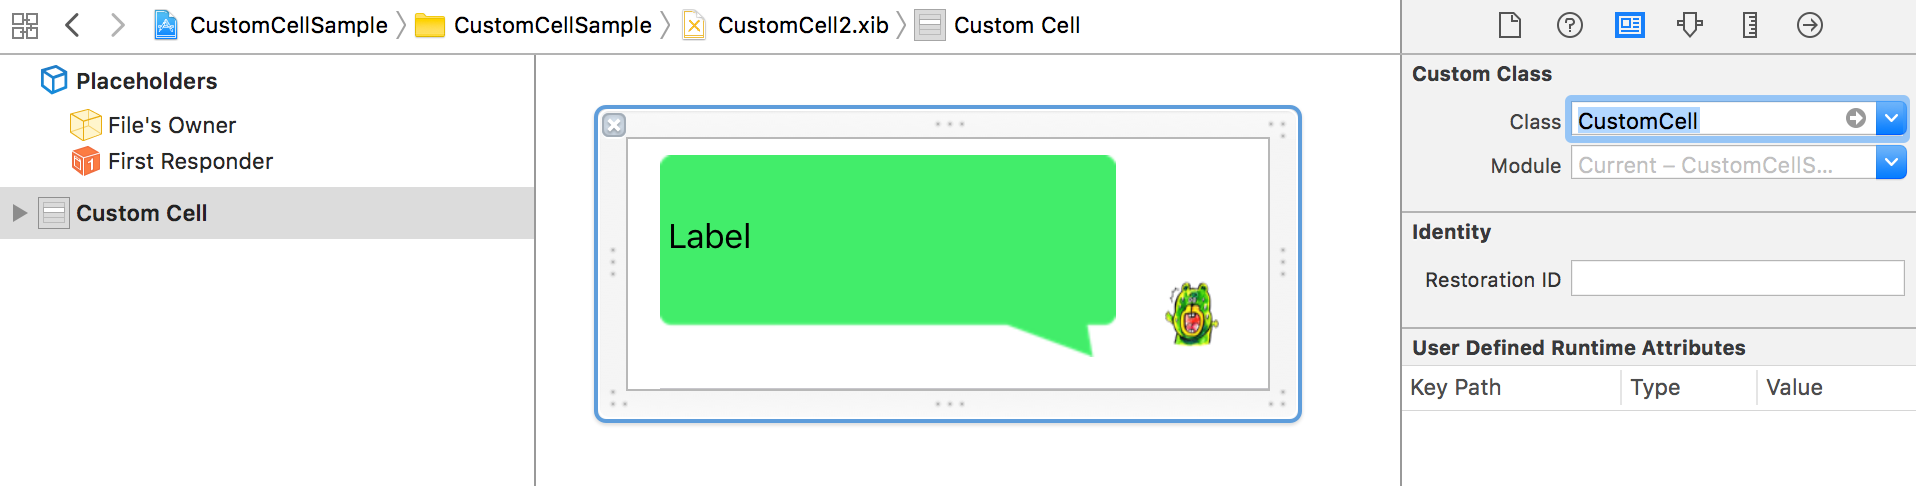 CustomCellSample CustomCellSample CustomCell2.xib Custom Cell
Placeholders
File's Owner
First Responder
Custom Cell
Label
Custom Class
Class CustomCell
Module Current – CustomCellS...
Identity
Restoration ID
User Defined Runtime Attributes
Key Path Type Value